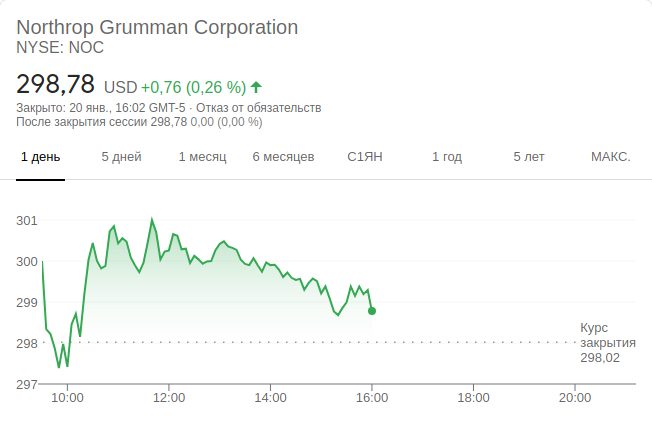 Northrop Grumman Corporation
NYSE: NOC
298,78 USD +0,76 (0,26 %)
Закрыто: 20 янв., 16:02 GMT-5 · Отказ от обязательств
После закрытия сессии 298,78 0,00 (0,00 %)
1 день 5 дней 1 месяц 6 месяцев С1ЯН 1 год 5 лет МАКС.
301
300
299
298
297
Курс
закрытия
298,02
10:00 12:00 14:00 16:00 18:00 20:00